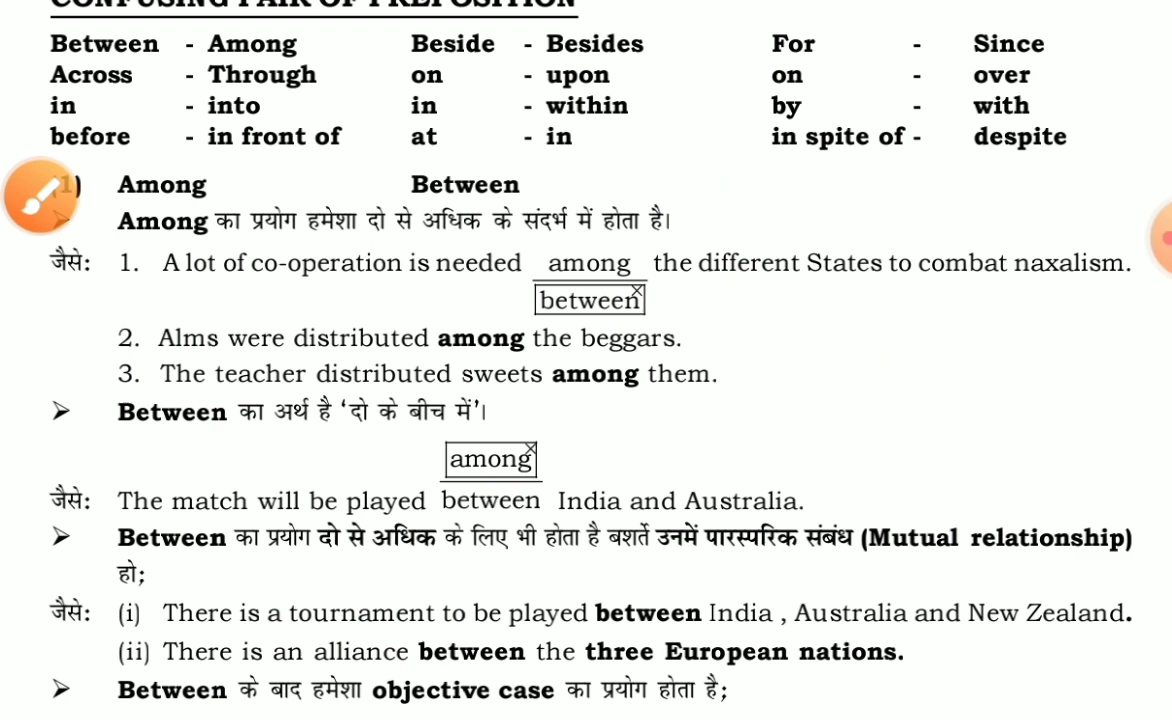 CONFUSING PAIR OF PREPOSITION
Between - Among Beside - Besides For - Since
Across - Through on - upon on - over
in - into in - within by - with
before - in front of at - in in spite of - despite
1) Among Between
Among का प्रयोग हमेशा दो से अधिक के संदर्भ में होता है।
जैसे: 1. A lot of co-operation is needed among the different States to combat naxalism.
between×
2. Alms were distributed among the beggars.
3. The teacher distributed sweets among them.
➤ Between का अर्थ है ‘दो के बीच में’।
among×
जैसे: The match will be played between India and Australia.
➤ Between का प्रयोग दो से अधिक के लिए भी होता है बशर्ते उनमें पारस्परिक संबंध (Mutual relationship)
हो;
जैसे: (i) There is a tournament to be played between India , Australia and New Zealand.
(ii) There is an alliance between the three European nations.
➤ Between के बाद हमेशा objective case का प्रयोग होता है;